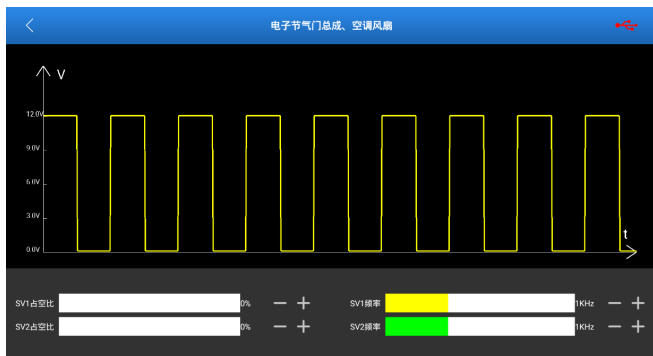 电子节气门总成、空调风扇
V
12.0V
9.0V
6.0V
3.0V
0.0V
t
SV1占空比 0% SV1频率 1KHz
SV2占空比 0% SV2频率 1KHz